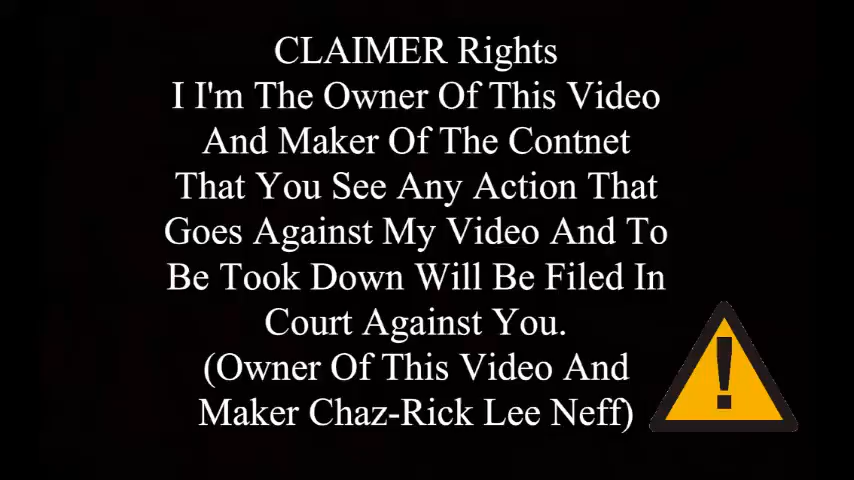 CLAIMER Rights
I I'm The Owner Of This Video
And Maker Of The Contnet
That You See Any Action That
Goes Against My Video And To
Be Took Down Will Be Filed In
Court Against You.
(Owner Of This Video And
Maker Chaz-Rick Lee Neff)